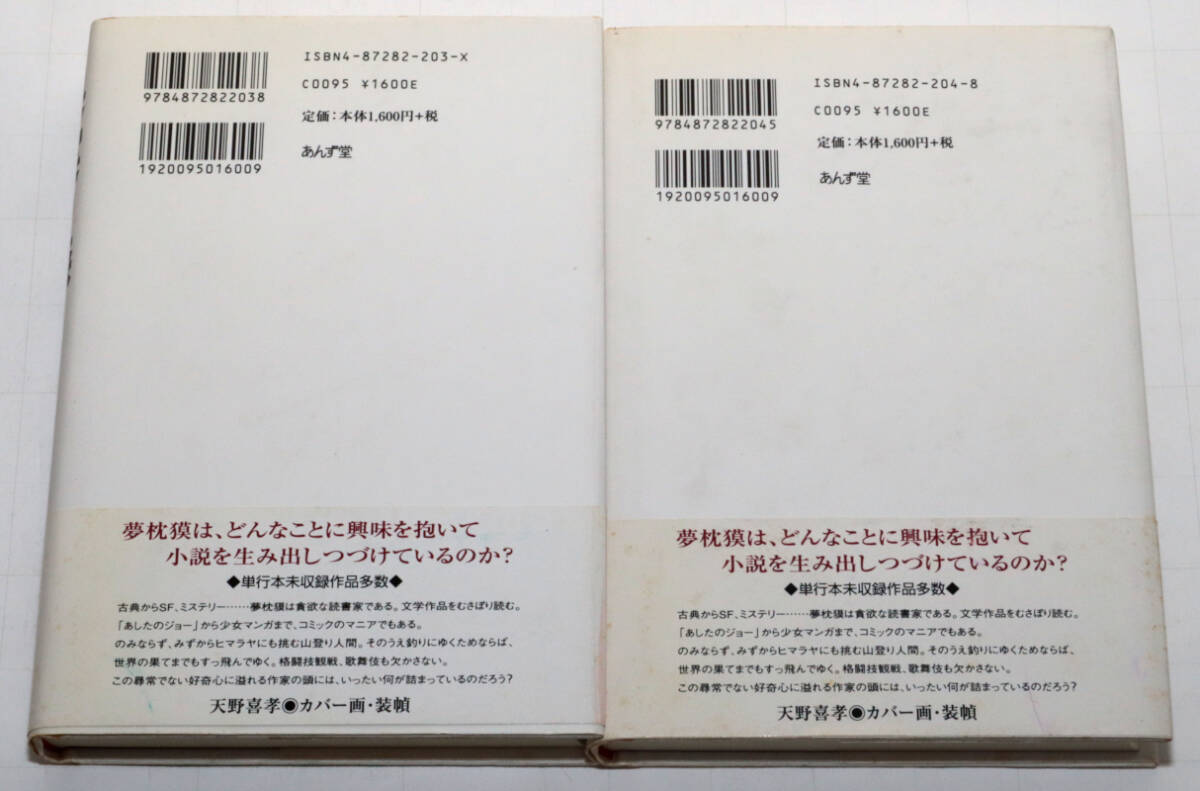 ISBN4-87282-203-X
C0095 ¥1600E
定価：本体1,600円+税
あんず堂
9784872822038
1920095016009
夢枕獏は、どんなことに興味を抱いて
小説を生み出しつづけているのか？
◆単行本未収録作品多数◆
古典からSF、ミステリー……夢枕獏は貪欲な読書家である。文学作品をむさぼり読む。
「あしたのジョー」から少女マンガまで、コミックのマニアでもある。
のみならず、みずからヒマラヤにも挑む山登り人間。そのうえ釣りにゆくためならば、
世界の果てまでもすっ飛んでゆく。格闘技観戦、歌舞伎も欠かさない。
この尋常でない好奇心に溢れる作家の頭には、いったい何が詰まっているのだろう？
天野喜孝◉カバー画・装幀
ISBN4-87282-204-8
C0095 ¥1600E
定価：本体1,600円+税
あんず堂
9784872822045
1920095016009
夢枕獏は、どんなことに興味を抱いて
小説を生み出しつづけているのか？
◆単行本未収録作品多数◆
古典からSF、ミステリー……夢枕獏は貪欲な読書家である。文学作品をむさぼり読む。
「あしたのジョー」から少女マンガまで、コミックのマニアでもある。
のみならず、みずからヒマラヤにも挑む山登り人間。そのうえ釣りにゆくためならば、
世界の果てまでもすっ飛んでゆく。格闘技観戦、歌舞伎も欠かさない。
この尋常でない好奇心に溢れる作家の頭には、いったい何が詰まっているのだろう？
天野喜孝◉カバー画・装幀